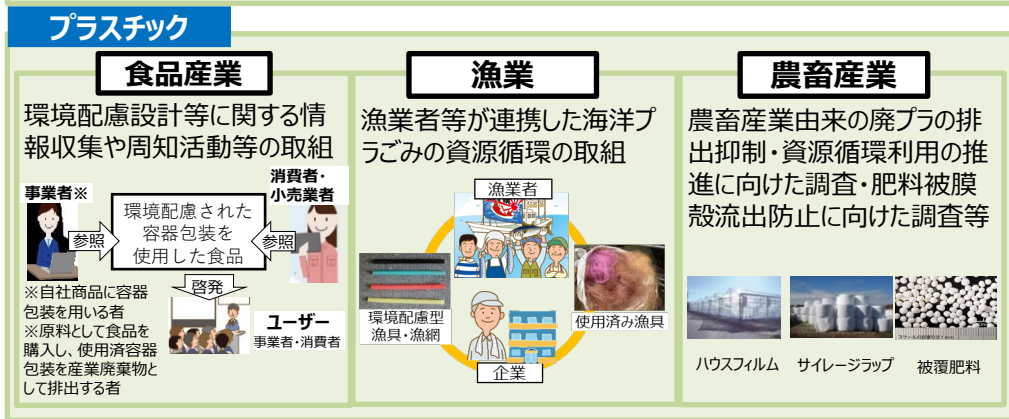 プラスチック
食品産業
環境配慮設計等に関する情
報収集や周知活動等の取組
事業者※
消費者・
小売業者
参照
環境配慮された
容器包装を
使用した食品
参照
啓発
※自社商品に容器
包装を用いる者
※原料として食品を
購入し、使用済容器
包装を産業廃棄物と
して排出する者
ユーザー
事業者・消費者
漁業
漁業者等が連携した海洋プ
ラごみの資源循環の取組
漁業者
環境配慮型
漁具・漁網
使用済み漁具
企業
農畜産業
農畜産業由来の廃プラの排
出抑制・資源循環利用の推
進に向けた調査・肥料被膜
殻流出防止に向けた調査等
ハウスフィルム
サイレージラップ
被覆肥料